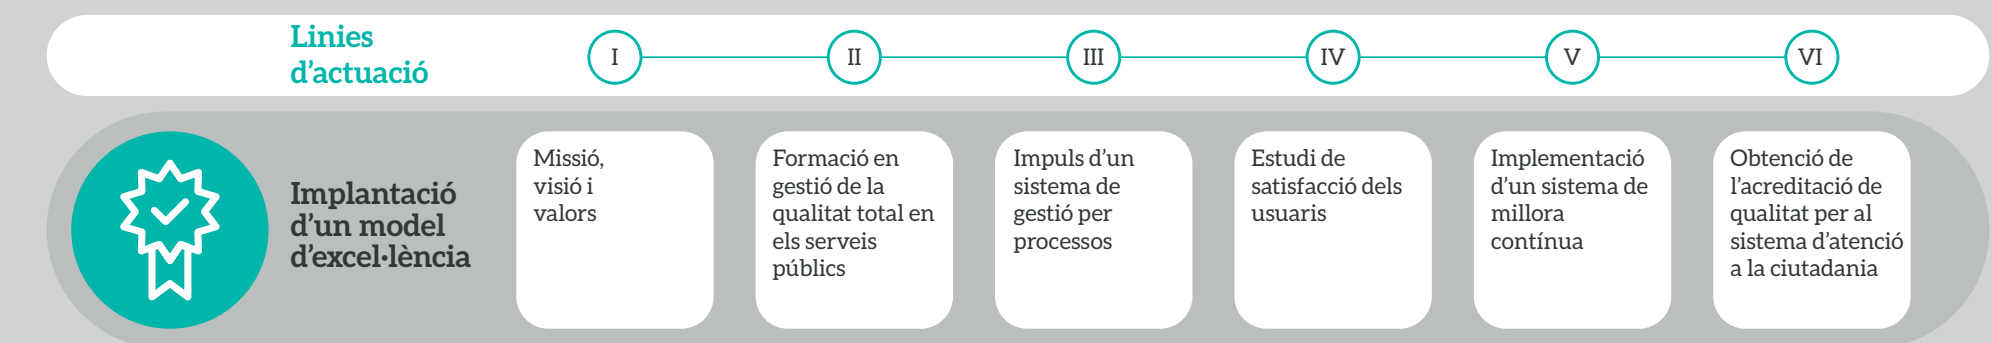 Linies
d'actuació
I
II
III
IV
V
VI
Implantació
d'un model
d'excel·lència
Missió,
visió i
valors
Formació en
gestió de la
qualitat total en
els serveis
públics
Impuls d'un
sistema de
gestió per
processos
Estudi de
satisfacció dels
usuaris
Implementació
d'un sistema de
millora
contínua
Obtenció de
l'acreditació de
qualitat per al
sistema d'atenció
a la ciutadania